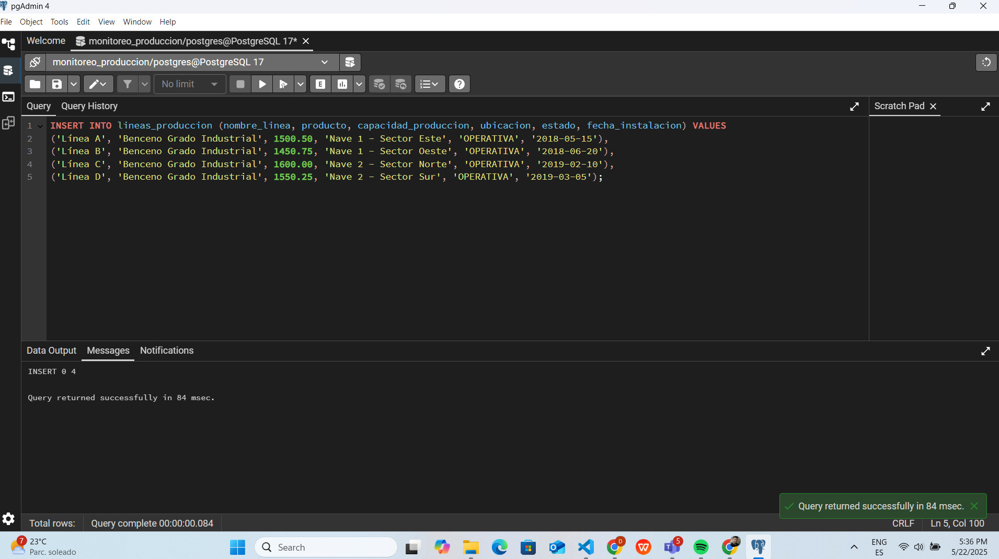 pgAdmin 4
File Object Tools Edit View Window Help
Welcome monitoreo_produccion/postgres@PostgreSQL 17*
monitoreo_produccion/postgres@PostgreSQL 17
No limit
E
Query Query History
Scratch Pad
1 INSERT INTO lineas_produccion (nombre_linea, producto, capacidad_produccion, ubicacion, estado, fecha_instalacion) VALUES
2 ('Línea A', 'Benceno Grado Industrial', 1500.50, 'Nave 1 - Sector Este', 'OPERATIVA', '2018-05-15'),
3 ('Línea B', 'Benceno Grado Industrial', 1450.75, 'Nave 1 - Sector Oeste', 'OPERATIVA', '2018-06-20'),
4 ('Línea C', 'Benceno Grado Industrial', 1600.00, 'Nave 2 - Sector Norte', 'OPERATIVA', '2019-02-10'),
5 ('Línea D', 'Benceno Grado Industrial', 1550.25, 'Nave 2 - Sector Sur', 'OPERATIVA', '2019-03-05');
Data Output Messages Notifications
INSERT 0 4
Query returned successfully in 84 msec.
Query returned successfully in 84 msec.
Total rows: Query complete 00:00:00.084
CRLF Ln 5, Col 100
7
23°C
Parc. soleado
Search
D
5
ENG
ES
5:36 PM
5/22/2025